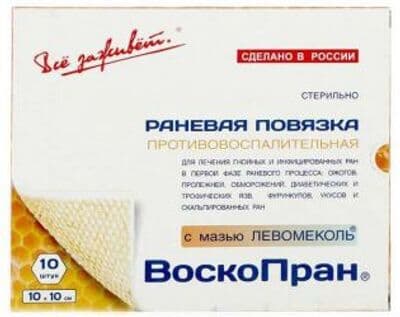 Всё заживёт.®
СДЕЛАНО В РОССИИ
СТЕРИЛЬНО
РАНЕВАЯ ПОВЯЗКА
ПРОТИВОВОСПАЛИТЕЛЬНАЯ
ДЛЯ ЛЕЧЕНИЯ ГНОЙНЫХ И ИНФИЦИРОВАННЫХ РАН
В ПЕРВОЙ ФАЗЕ РАНЕВОГО ПРОЦЕССА: ОЖОГОВ,
ПРОЛЕЖНЕЙ, ОБМОРОЖЕНИЙ, ДИАБЕТИЧЕСКИХ И
ТРОФИЧЕСКИХ ЯЗВ, ФУРУНКУЛОВ, УКУСОВ И
СКАЛЬПИРОВАННЫХ РАН
10
ШТУК
с мазью ЛЕВОМЕКОЛЬ®
10 х 10 см
ВоскоПран®